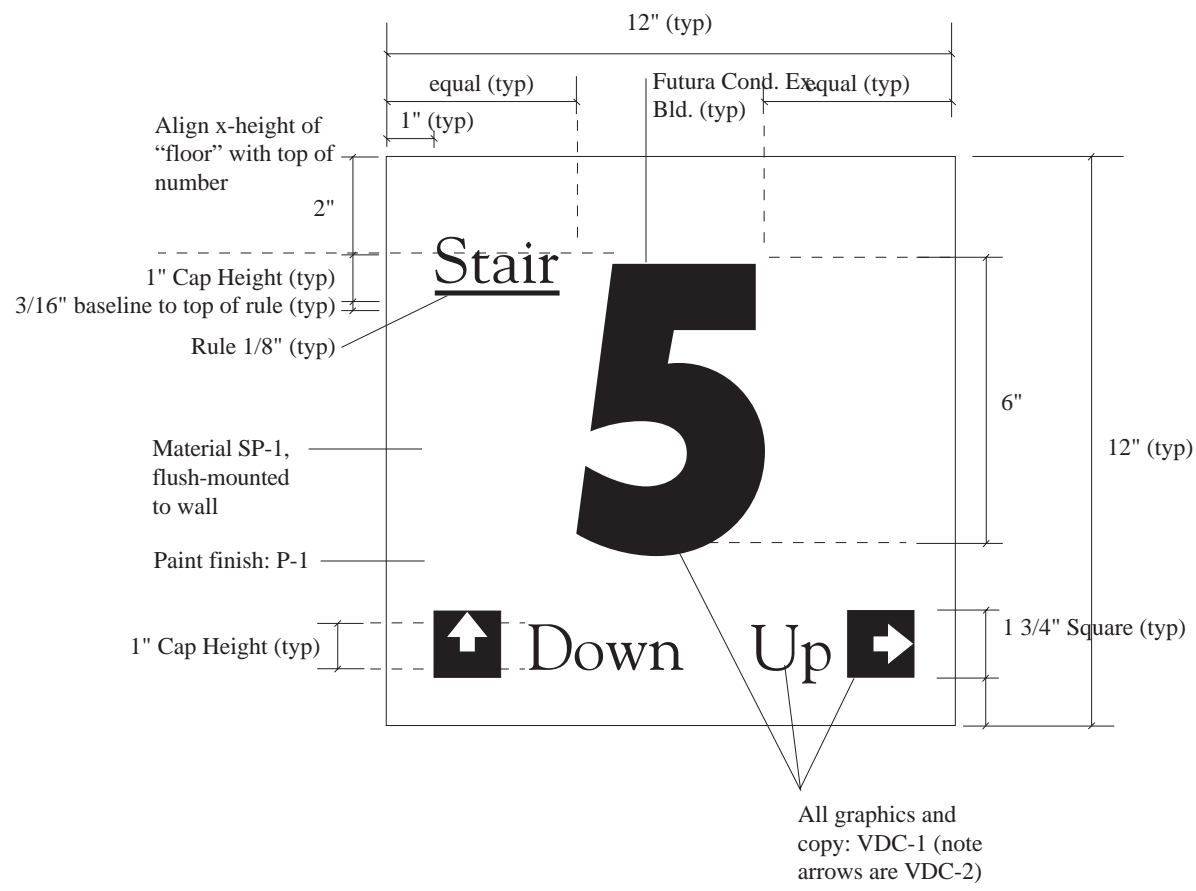 12" (typ)
equal (typ)
Futura Cond. Ex.
Bld. (typ)
equal (typ)
1" (typ)
Align x-height of
“floor” with top of
number
2"
Stair
1" Cap Height (typ)
3/16" baseline to top of rule (typ)
Rule 1/8" (typ)
5
6"
12" (typ)
Material SP-1,
flush-mounted
to wall
Paint finish: P-1
1" Cap Height (typ)
Down
Up
1 3/4" Square (typ)
All graphics and
copy: VDC-1 (note
arrows are VDC-2)